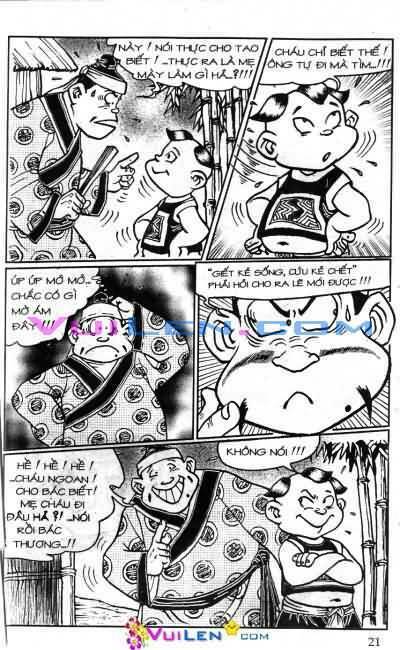 NÀY! NÓI THỰC CHO TAO
BIẾT! ...THỰC RA LÀ MẸ
MÀY LÀM GÌ HẢ...?!!!
CHÁU CHỈ BIẾT THẾ!
ÔNG TỰ ĐI MÀ TÌM...!!!
ÚP ÚP MỞ MỞ...
CHẮC CÓ GÌ
MỜ ÁM
ĐÂY!!!
"GIẾT KẺ SỐNG, CỨU KẺ CHẾT"
PHẢI HỎI CHO RA LẼ MỚI ĐƯỢC!!!
VUILEN.COM
HỀ! HỀ! HỀ!
...CHÁU NGOAN!
CHO BÁC BIẾT!
MẸ CHÁU ĐI
ĐÂU HẢ?!...NÓI
RỒI BÁC
THƯƠNG...!!
KHÔNG NÓI!!!
21
VUILEN.COM